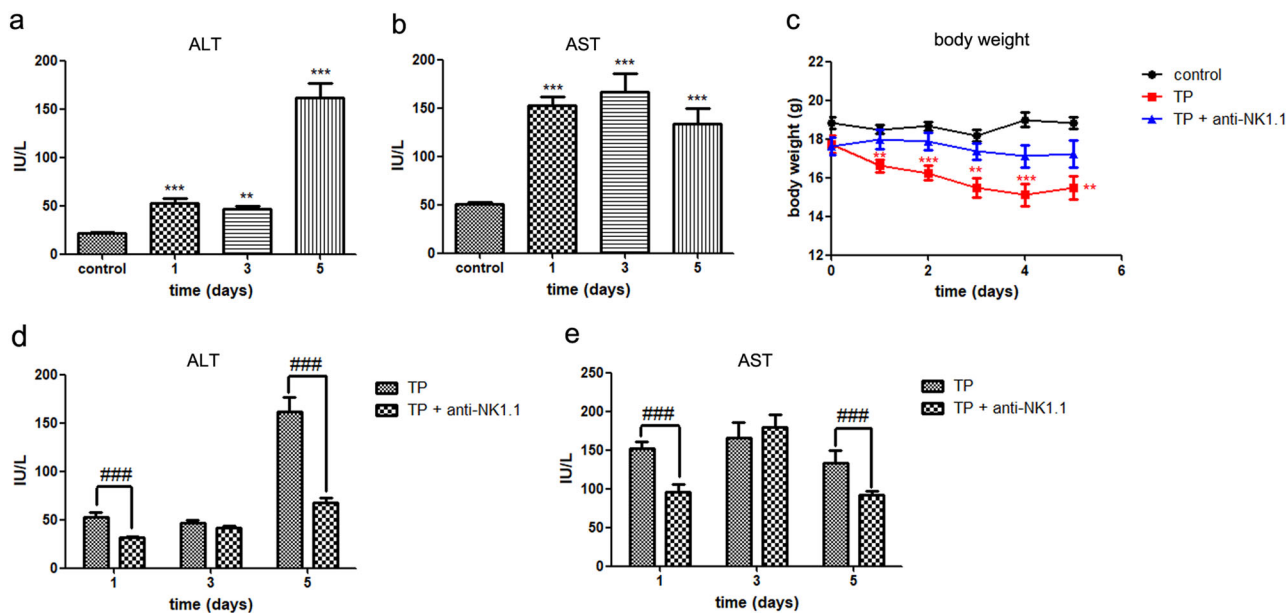 a
ALT
200
150
100
50
0
IU/L
***
**
***
control
1
3
5
time (days)
b
AST
200
150
100
50
0
IU/L
***
***
***
control
1
3
5
time (days)
c
body weight
22
20
18
16
14
12
body weight (g)
**
***
**
***
**
0
2
4
6
time (days)
control
TP
TP + anti-NK1.1
d
ALT
200
150
100
50
0
IU/L
###
###
1
3
5
time (days)
TP
TP + anti-NK1.1
e
AST
250
200
150
100
50
0
IU/L
###
###
1
3
5
time (days)
TP
TP + anti-NK1.1